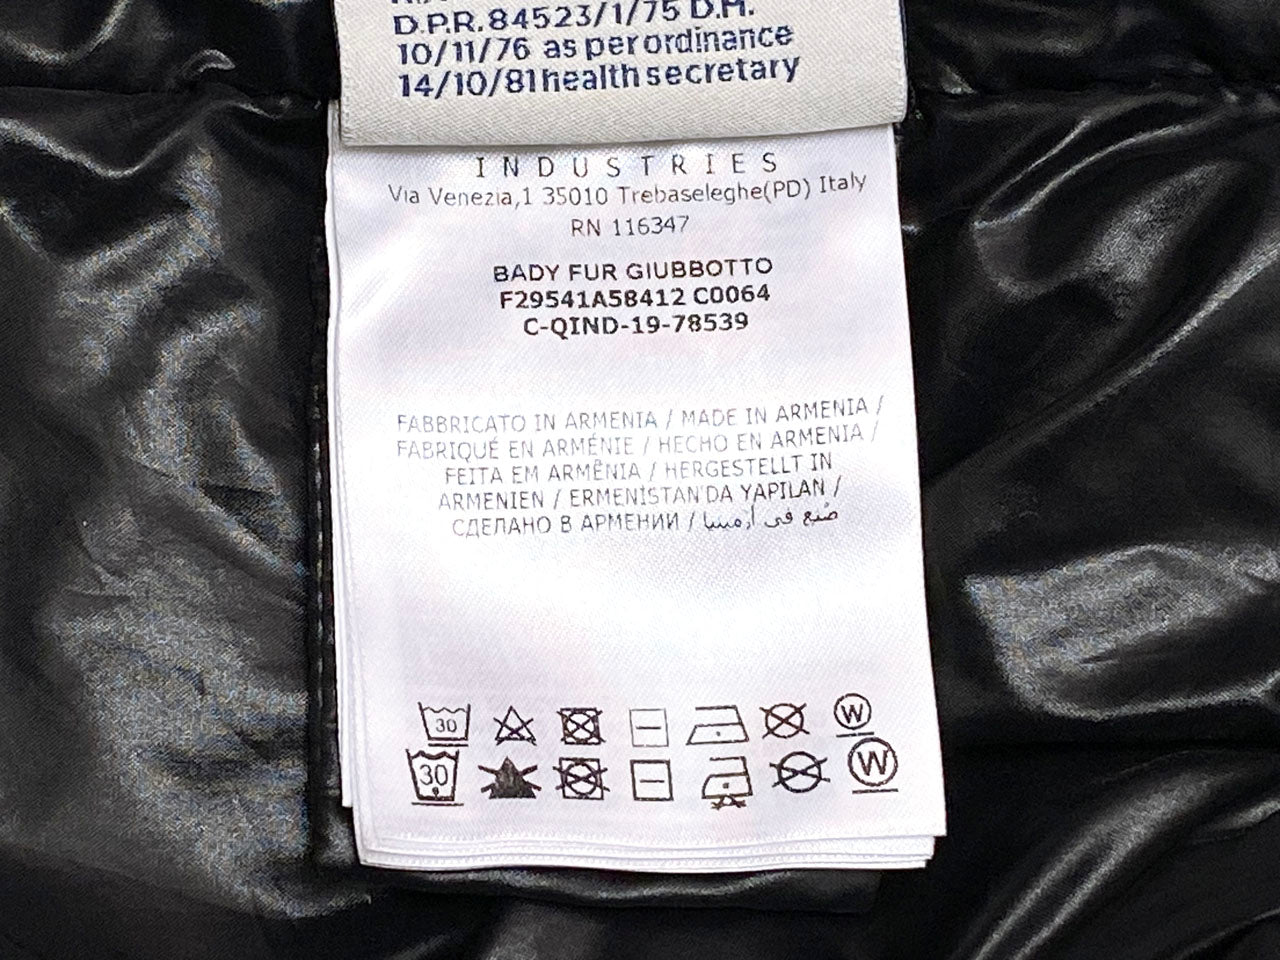 D.P.R. 84523/1/75 D.M.
10/11/76 as per ordinance
14/10/81 health secretary
INDUSTRIES
Via Venezia,1 35010 Trebaseleghe(PD) Italy
RN 116347
BADY FUR GIUBBOTTO
F29541A58412 C0064
C-QIND-19-78539
FABBRICATO IN ARMENIA / MADE IN ARMENIA /
FABRIQUÉ EN ARMÉNIE / HECHO EN ARMENIA /
FEITA EM ARMÊNIA / HERGESTELLT IN
ARMENIEN / ERMENİSTAN'DA YAPILAN /
СДЕЛАНО В АРМЕНИИ / صُنع في أرمينيا
30 W
30 W